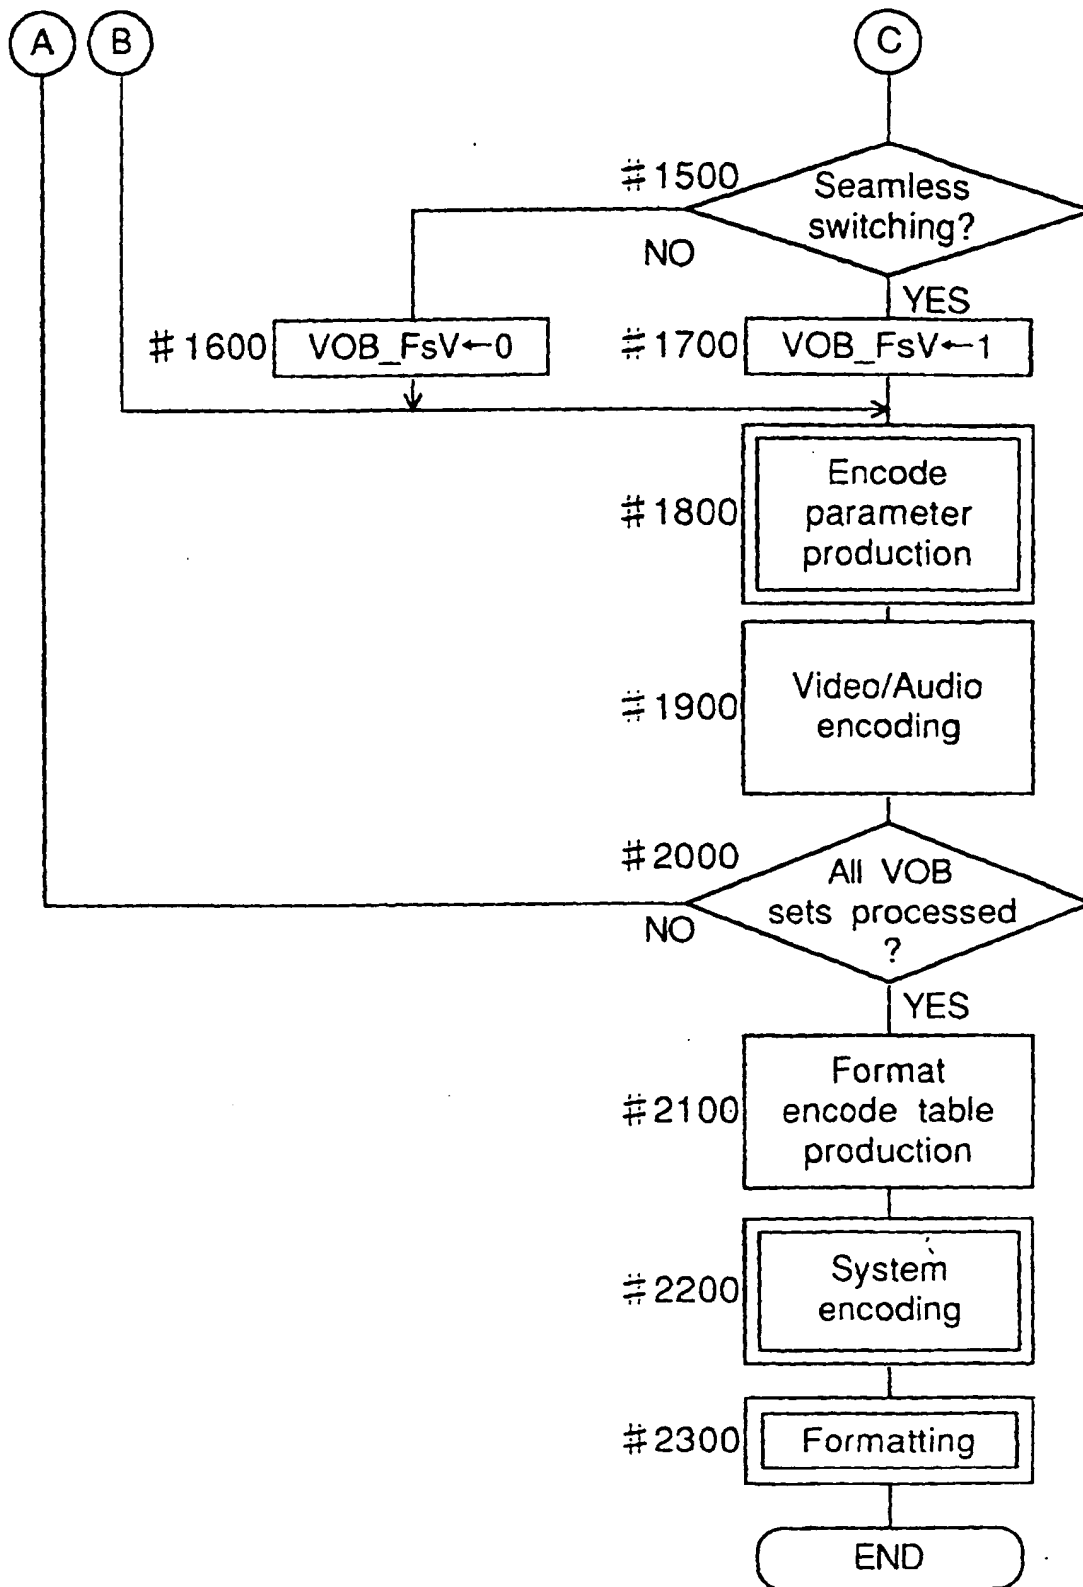 A B C
#1500 Seamless
switching?
NO
YES
#1600 VOB_FsV←0 #1700 VOB_FsV←1
Encode
#1800 parameter
production
#1900 Video/Audio
encoding
#2000
All VOB
sets processed
NO
?
YES
Format
#2100 encode table
production
System
#2200 encoding
#2300 Formatting
END